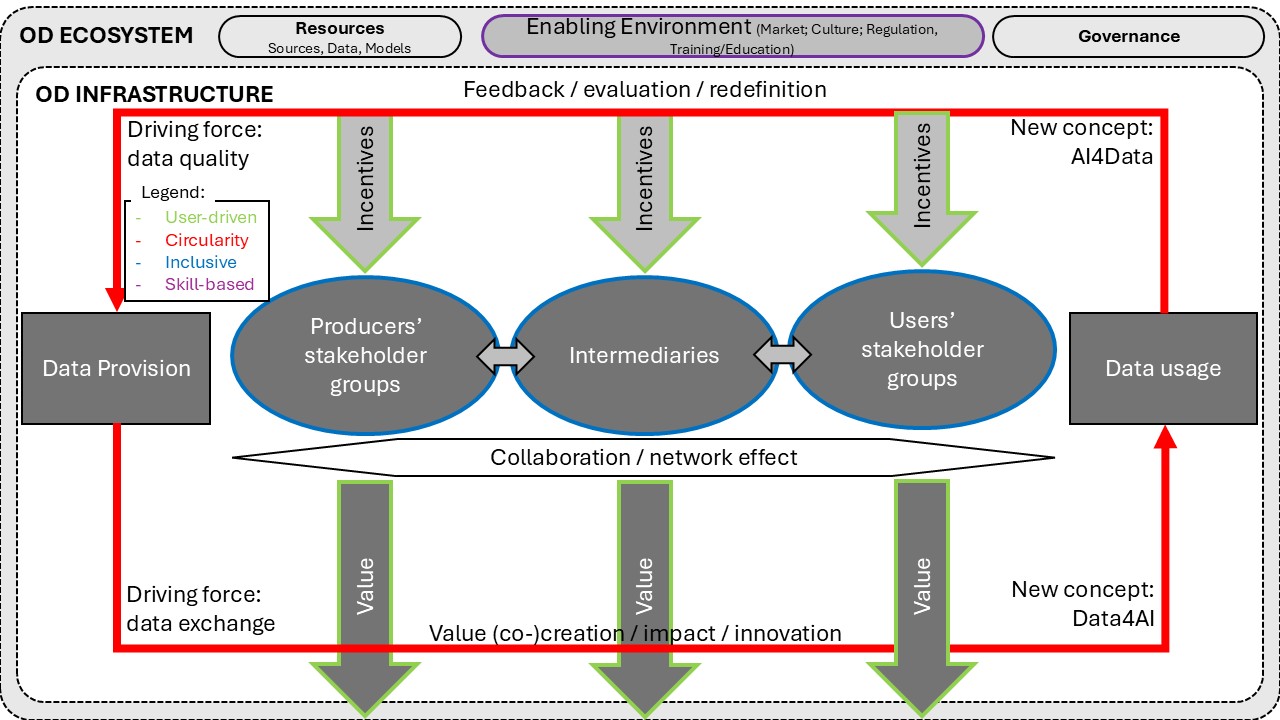 OD ECOSYSTEM
Resources
Sources, Data, Models
Enabling Environment (Market; Culture; Regulation,
Training/Education)
Governance
OD INFRASTRUCTURE
Feedback / evaluation / redefinition
Driving force:
data quality
New concept:
AI4Data
Incentives
Incentives
Incentives
Legend:
- User-driven
- Circularity
- Inclusive
- Skill-based
Data Provision
Producers’
stakeholder
groups
Intermediaries
Users’
stakeholder
groups
Data usage
Collaboration / network effect
Value
Value
Value
Driving force:
data exchange
New concept:
Data4AI
Value (co-)creation / impact / innovation